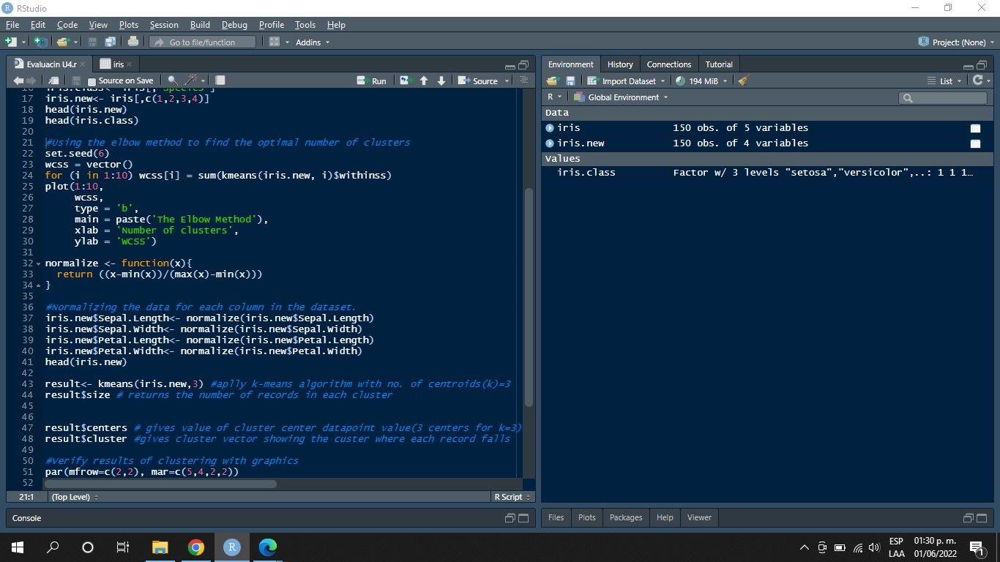 RStudio
File Edit Code View Plots Session Build Debug Profile Tools Help
Go to file/function Addins Project: (None)
Evaluacin U4.r iris
Source on Save Run Source
16 iris.class<- iris[,"Species"]
17 iris.new<- iris[,c(1,2,3,4)]
18 head(iris.new)
19 head(iris.class)
20
21 #Using the elbow method to find the optimal number of clusters
22 set.seed(6)
23 wcss = vector()
24 for (i in 1:10) wcss[i] = sum(kmeans(iris.new, i)$withinss)
25 plot(1:10,
26 wcss,
27 type = 'b',
28 main = paste('The Elbow Method'),
29 xlab = 'Number of clusters',
30 ylab = 'WCSS')
31
32 normalize <- function(x){
33 return ((x-min(x))/(max(x)-min(x)))
34 }
35
36 #Normalizing the data for each column in the dataset.
37 iris.new$Sepal.Length<- normalize(iris.new$Sepal.Length)
38 iris.new$Sepal.Width<- normalize(iris.new$Sepal.Width)
39 iris.new$Petal.Length<- normalize(iris.new$Petal.Length)
40 iris.new$Petal.Width<- normalize(iris.new$Petal.Width)
41 head(iris.new)
42
43 result<- kmeans(iris.new,3) #aplly k-means algorithm with no. of centroids(k)=3
44 result$size # returns the number of records in each cluster
45
46
47 result$centers # gives value of cluster center datapoint value(3 centers for k=3)
48 result$cluster #gives cluster vector showing the custer where each record falls
49
50 #Verify results of clustering with graphics
51 par(mfrow=c(2,2), mar=c(5,4,2,2))
52
21:1 (Top Level) R Script
Console
Environment History Connections Tutorial
Import Dataset 194 MiB List
R Global Environment
Data
iris 150 obs. of 5 variables
iris.new 150 obs. of 4 variables
Values
iris.class Factor w/ 3 levels "setosa","versicolor",..: 1 1 1…
Files Plots Packages Help Viewer
ESP 01:30 p. m.
LAA 01/06/2022
1